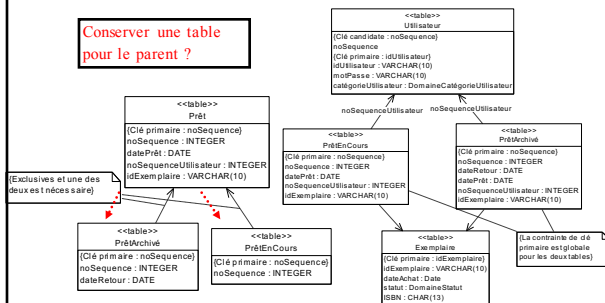 Conserver une table
pour le parent ?
<<table>>
Utilisateur
{Clé candidate : noSequence}
noSequence
{Clé primaire : idUtilisateur}
idUtilisateur : VARCHAR(10)
motPasse : VARCHAR(10)
catégorieUtilisateur : DomaineCatégorieUtilisateur
noSequenceUtilisateur
noSequenceUtilisateur
<<table>>
Prêt
{Clé primaire : noSequence}
noSequence : INTEGER
datePrêt : DATE
noSequenceUtilisateur : INTEGER
idExemplaire : VARCHAR(10)
<<table>>
PrêtEnCours
{Clé primaire : noSequence}
noSequence : INTEGER
datePrêt : DATE
noSequenceUtilisateur : INTEGER
idExemplaire : VARCHAR(10)
<<table>>
PrêtArchivé
{Clé primaire : noSequence}
noSequence : INTEGER
dateRetour : DATE
datePrêt : DATE
noSequenceUtilisateur : INTEGER
idExemplaire : VARCHAR(10)
{Exclusives et une des
deux est nécessaire}
<<table>>
PrêtArchivé
{Clé primaire : noSequence}
noSequence : INTEGER
dateRetour : DATE
<<table>>
PrêtEnCours
{Clé primaire : noSequence}
noSequence : INTEGER
<<table>>
Exemplaire
{Clé primaire : idExemplaire}
idExemplaire : VARCHAR(10)
dateAchat : Date
statut : DomaineStatut
ISBN : CHAR(13)
{La contrainte de clé
primaire est globale
pour les deux tables}